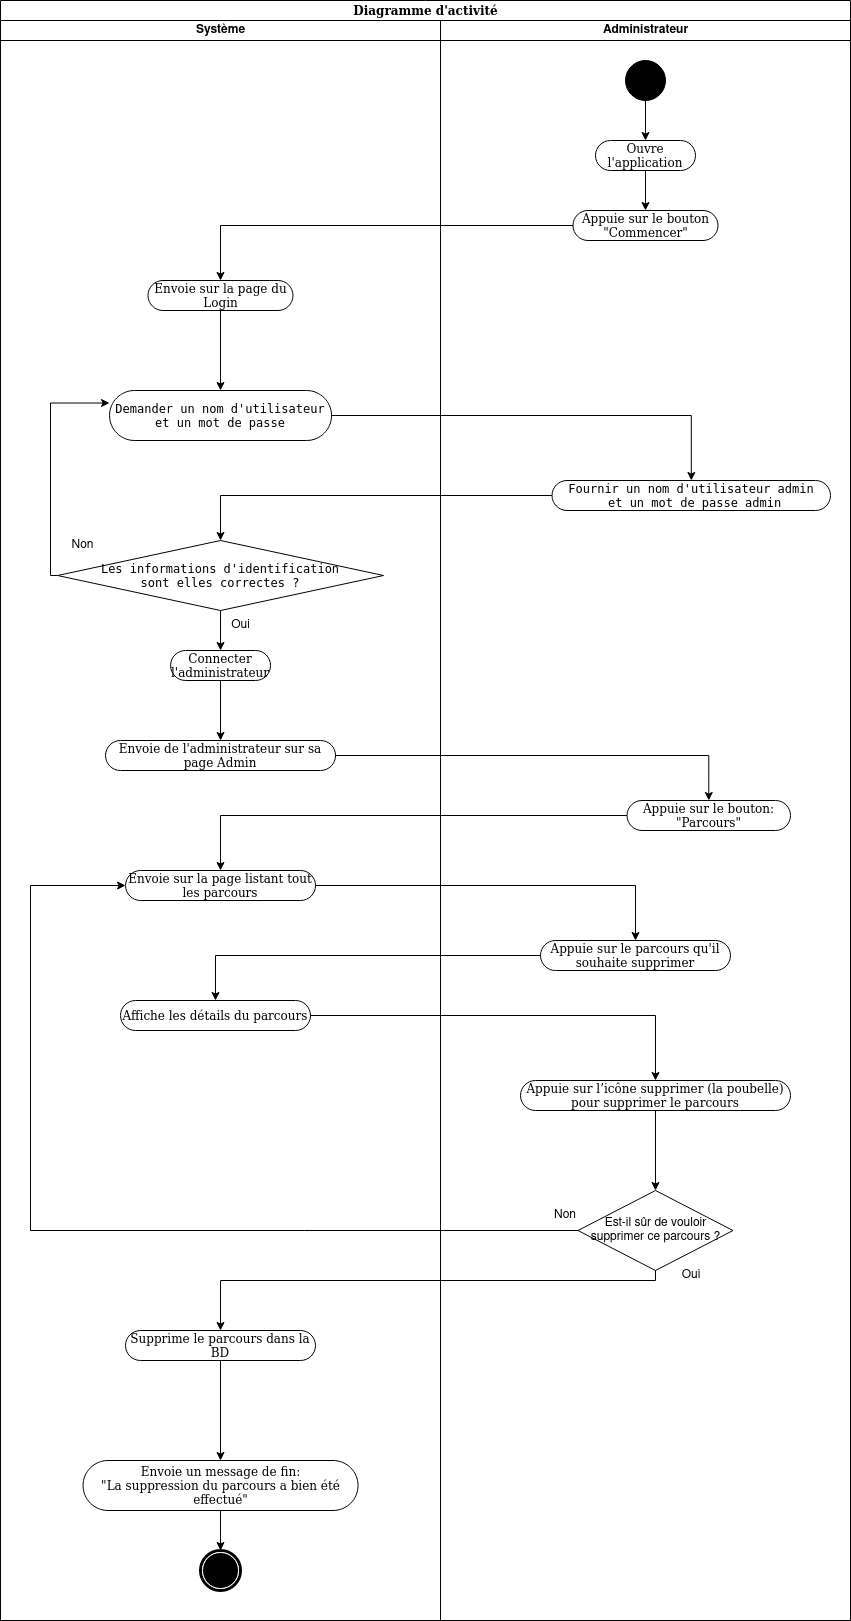 Diagramme d'activité
Système
Administrateur
Ouvre
l'application
Appuie sur le bouton
"Commencer"
Envoie sur la page du
Login
Demander un nom d'utilisateur
et un mot de passe
Fournir un nom d'utilisateur admin
et un mot de passe admin
Non
Les informations d'identification
sont elles correctes ?
Oui
Connecter
l'administrateur
Envoie de l'administrateur sur sa
page Admin
Appuie sur le bouton:
"Parcours"
Envoie sur la page listant tout
les parcours
Appuie sur le parcours qu'il
souhaite supprimer
Affiche les détails du parcours
Appuie sur l’icône supprimer (la poubelle)
pour supprimer le parcours
Non
Est-il sûr de vouloir
supprimer ce parcours ?
Oui
Supprime le parcours dans la
BD
Envoie un message de fin:
"La suppression du parcours a bien été
effectué"